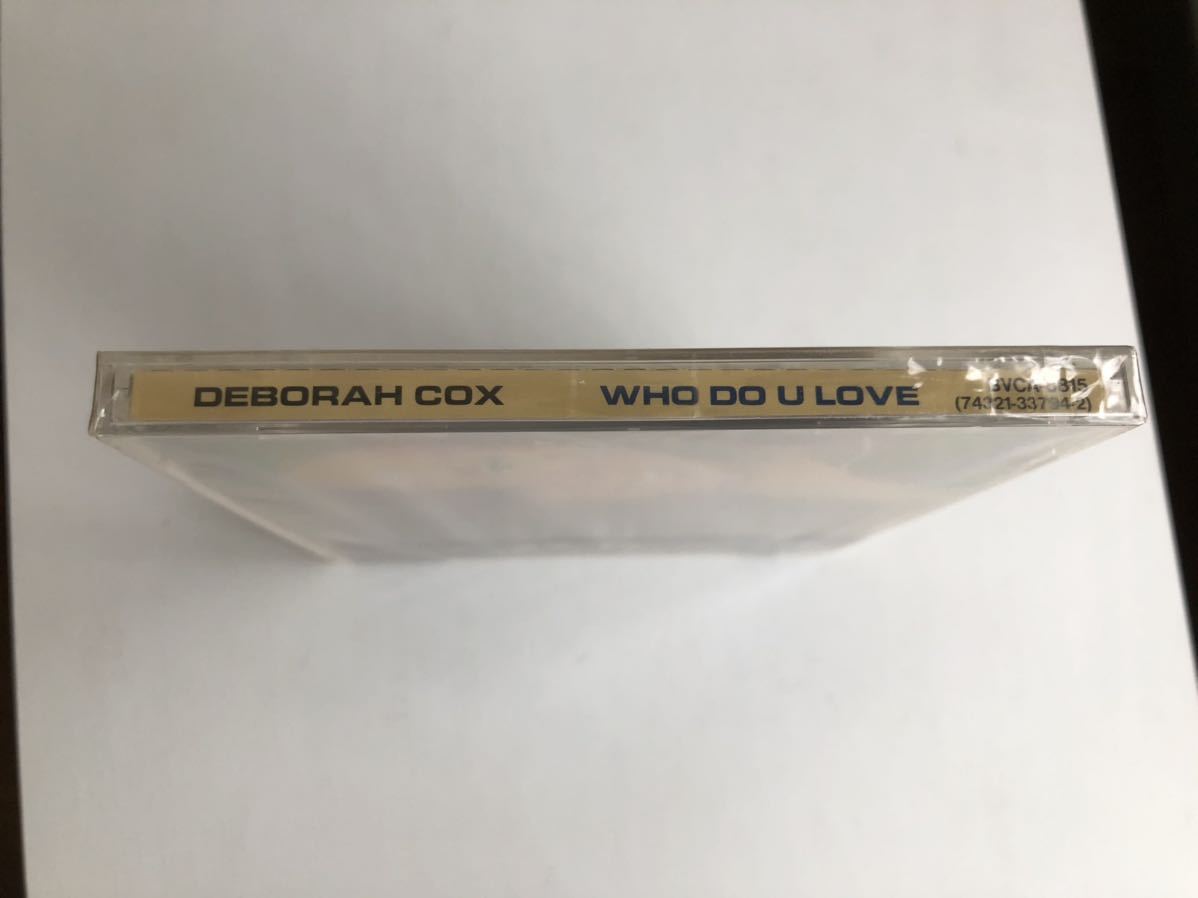 DEBORAH COX WHO DO U LOVE
(74321-33794-2)